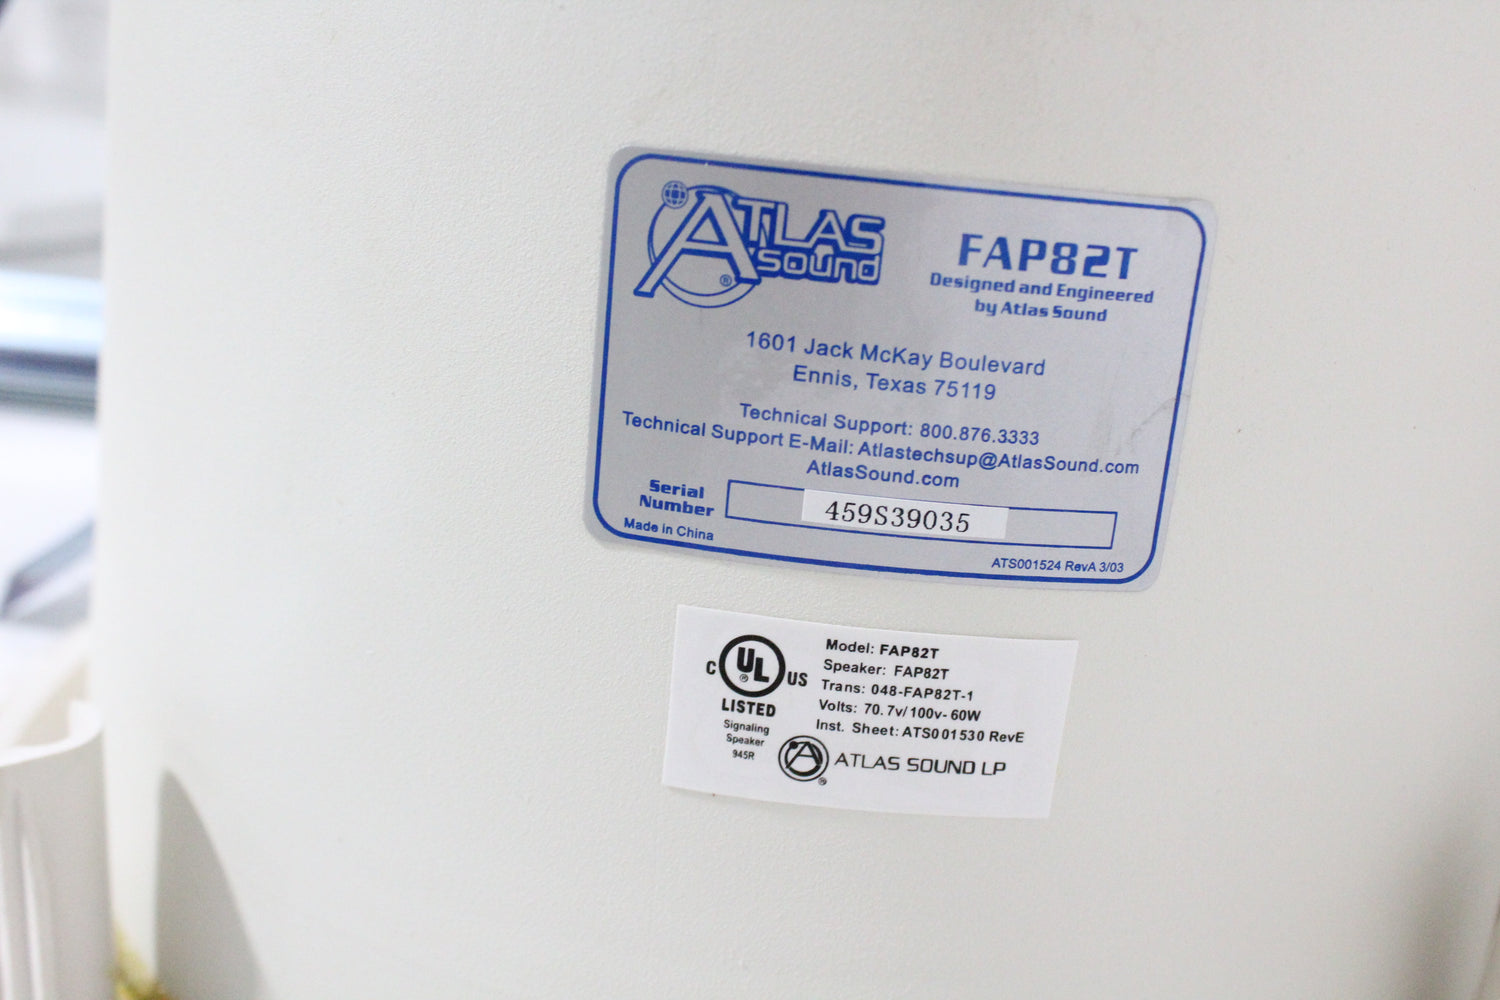 ATLAS
SOUND
®
FAP82T
Designed and Engineered
by Atlas Sound
1601 Jack McKay Boulevard
Ennis, Texas 75119
Technical Support: 800.876.3333
Technical Support E-Mail: Atlastechsup@AtlasSound.com
AtlasSound.com
Serial
Number
459S39035
Made in China
ATS001524 RevA 3/03
C UL ® US
LISTED
Signaling
Speaker
945R
Model: FAP82T
Speaker: FAP82T
Trans: 048-FAP82T-1
Volts: 70.7v/100v-60W
Inst. Sheet: ATS001530 RevE
A ® ATLAS SOUND LP